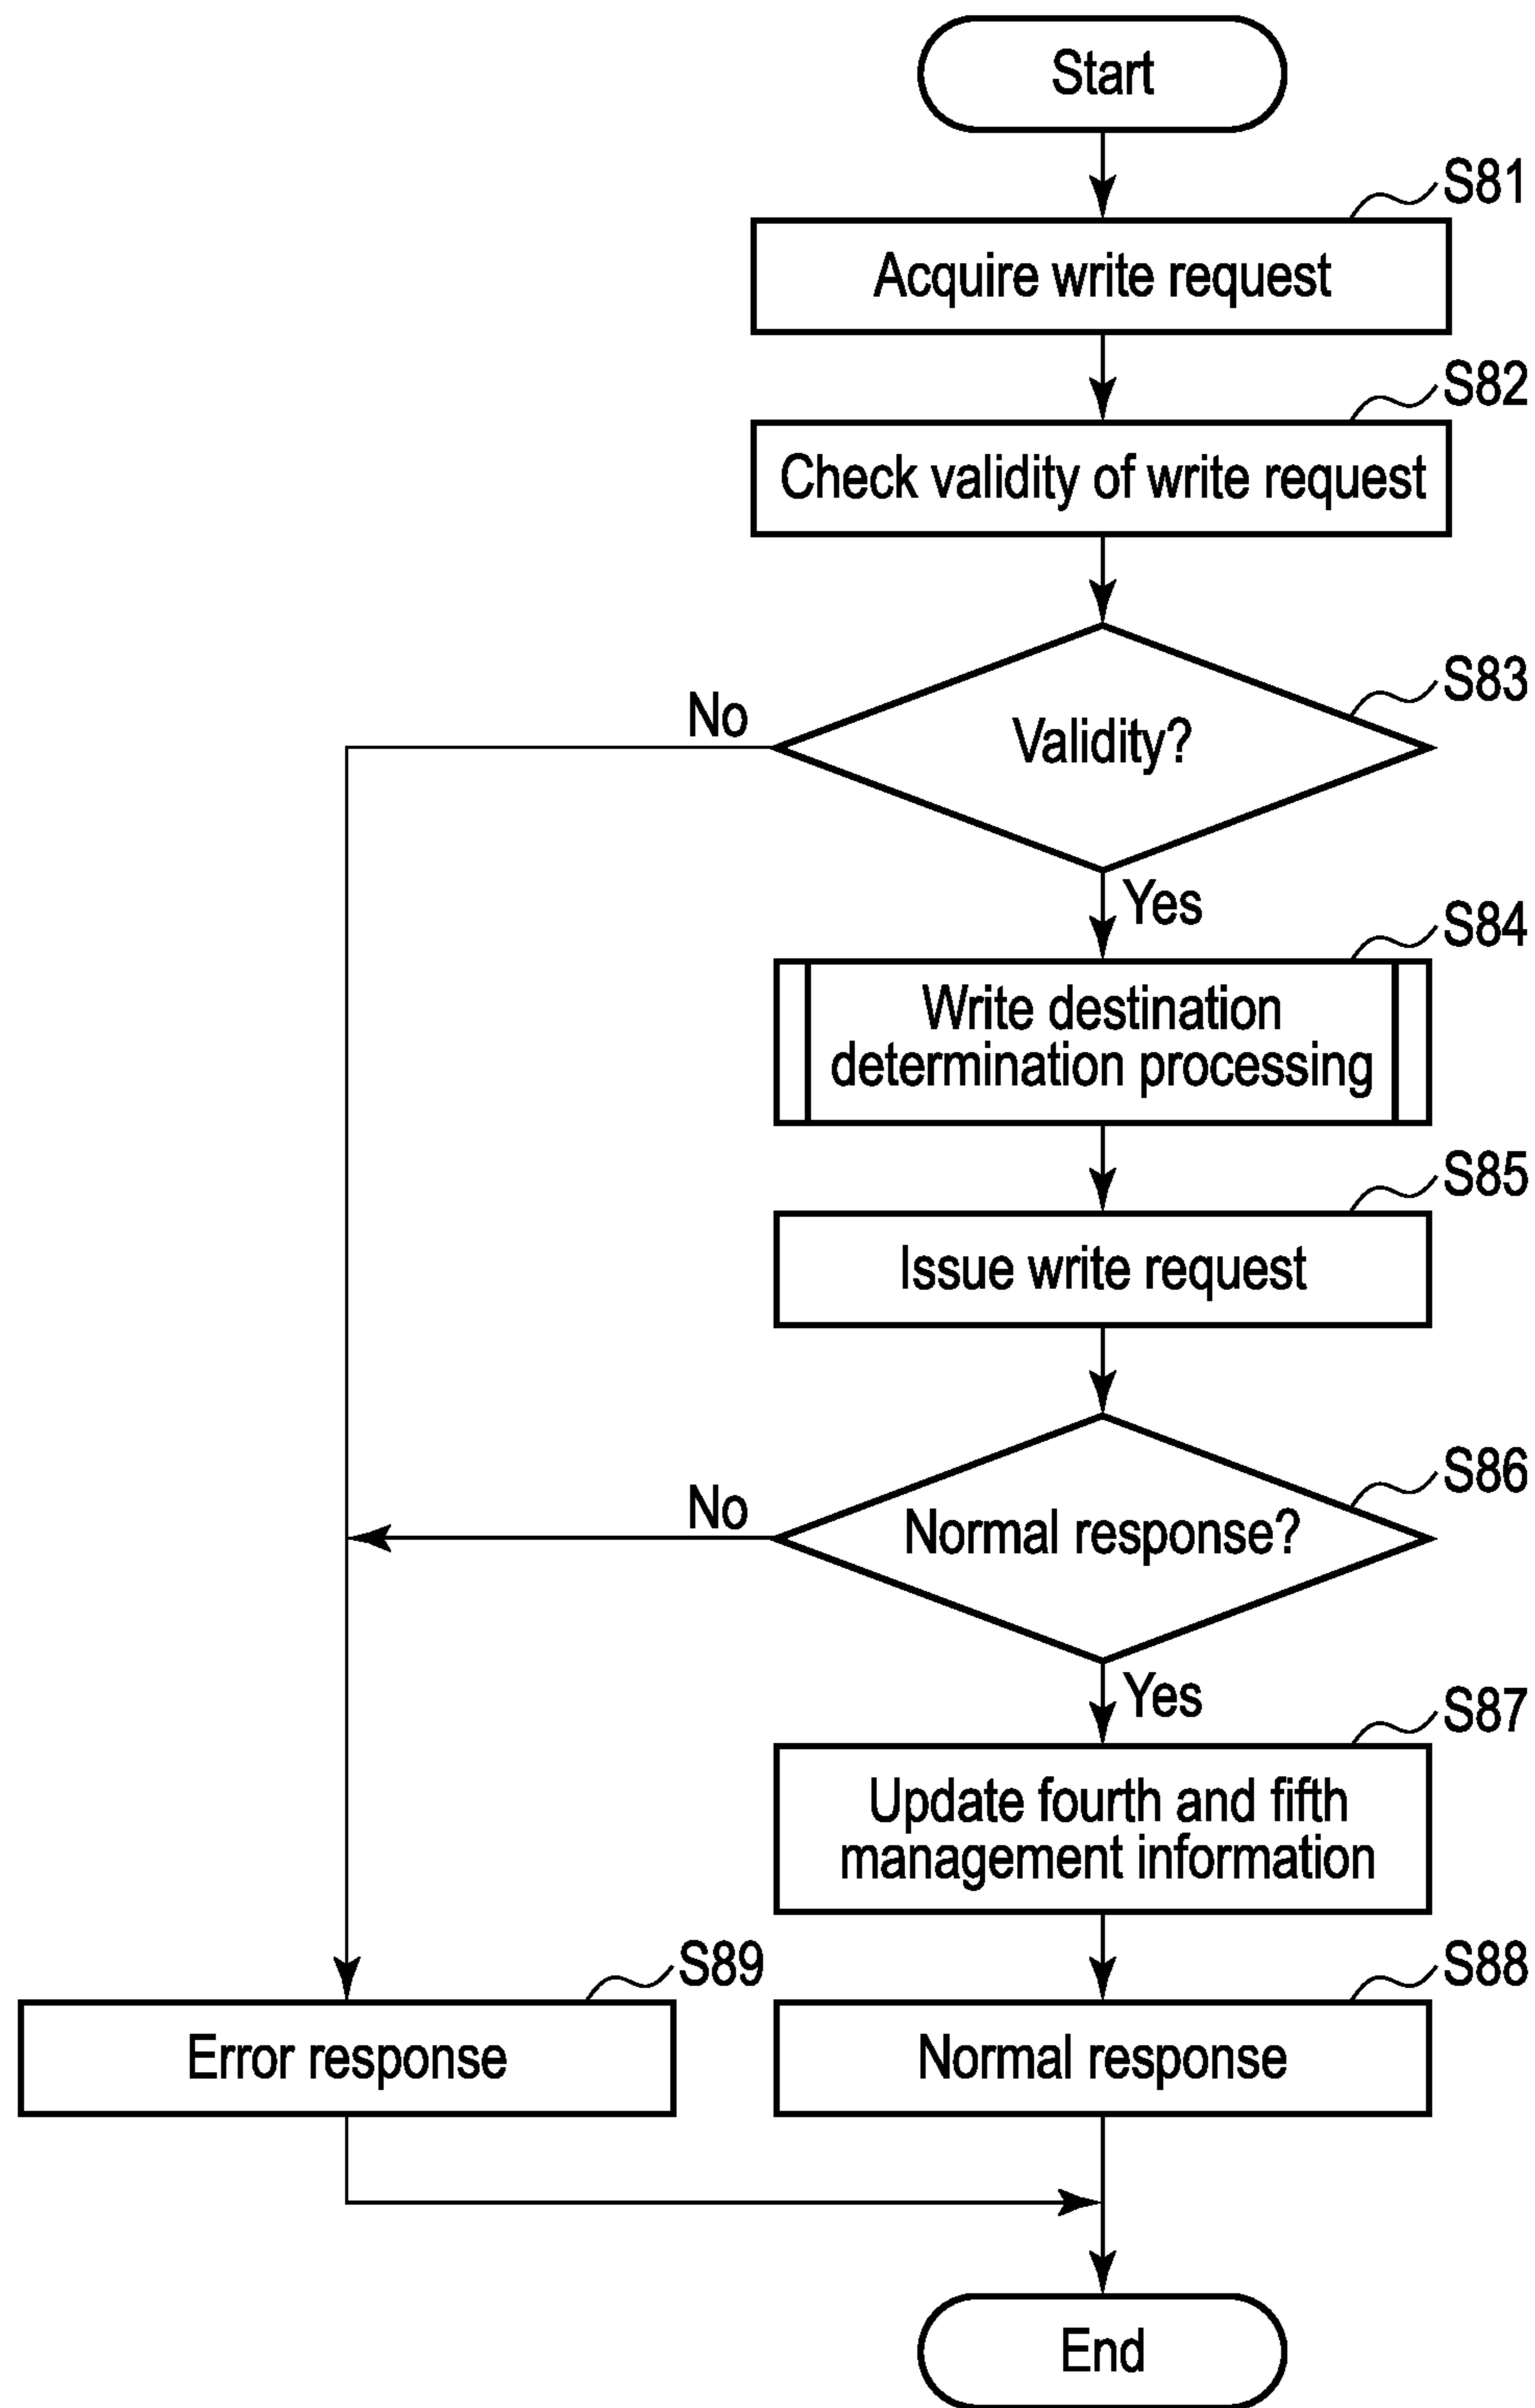 Start
S81
Acquire write request
S82
Check validity of write request
S83
No
Validity?
Yes
S84
Write destination
determination processing
S85
Issue write request
S86
No
Normal response?
Yes
S87
Update fourth and fifth
management information
S89
S88
Error response
Normal response
End